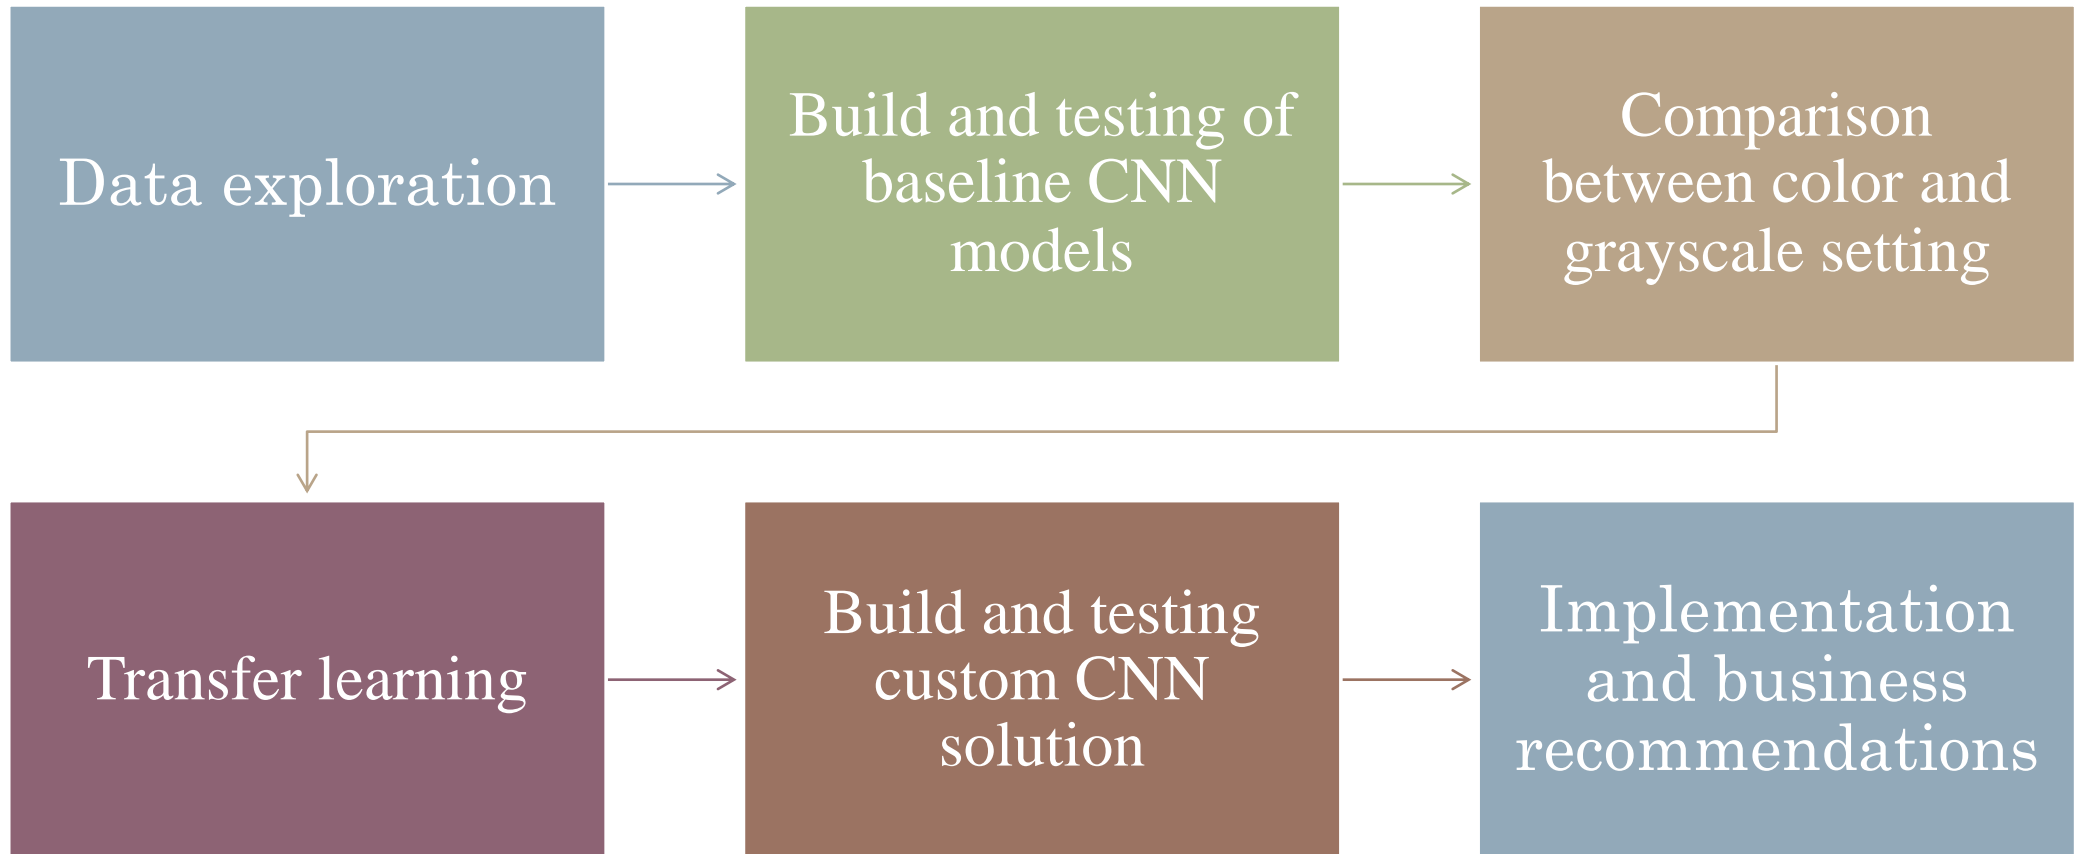 Data exploration
Build and testing of
baseline CNN
models
Comparison
between color and
grayscale setting
Transfer learning
Build and testing
custom CNN
solution
Implementation
and business
recommendations